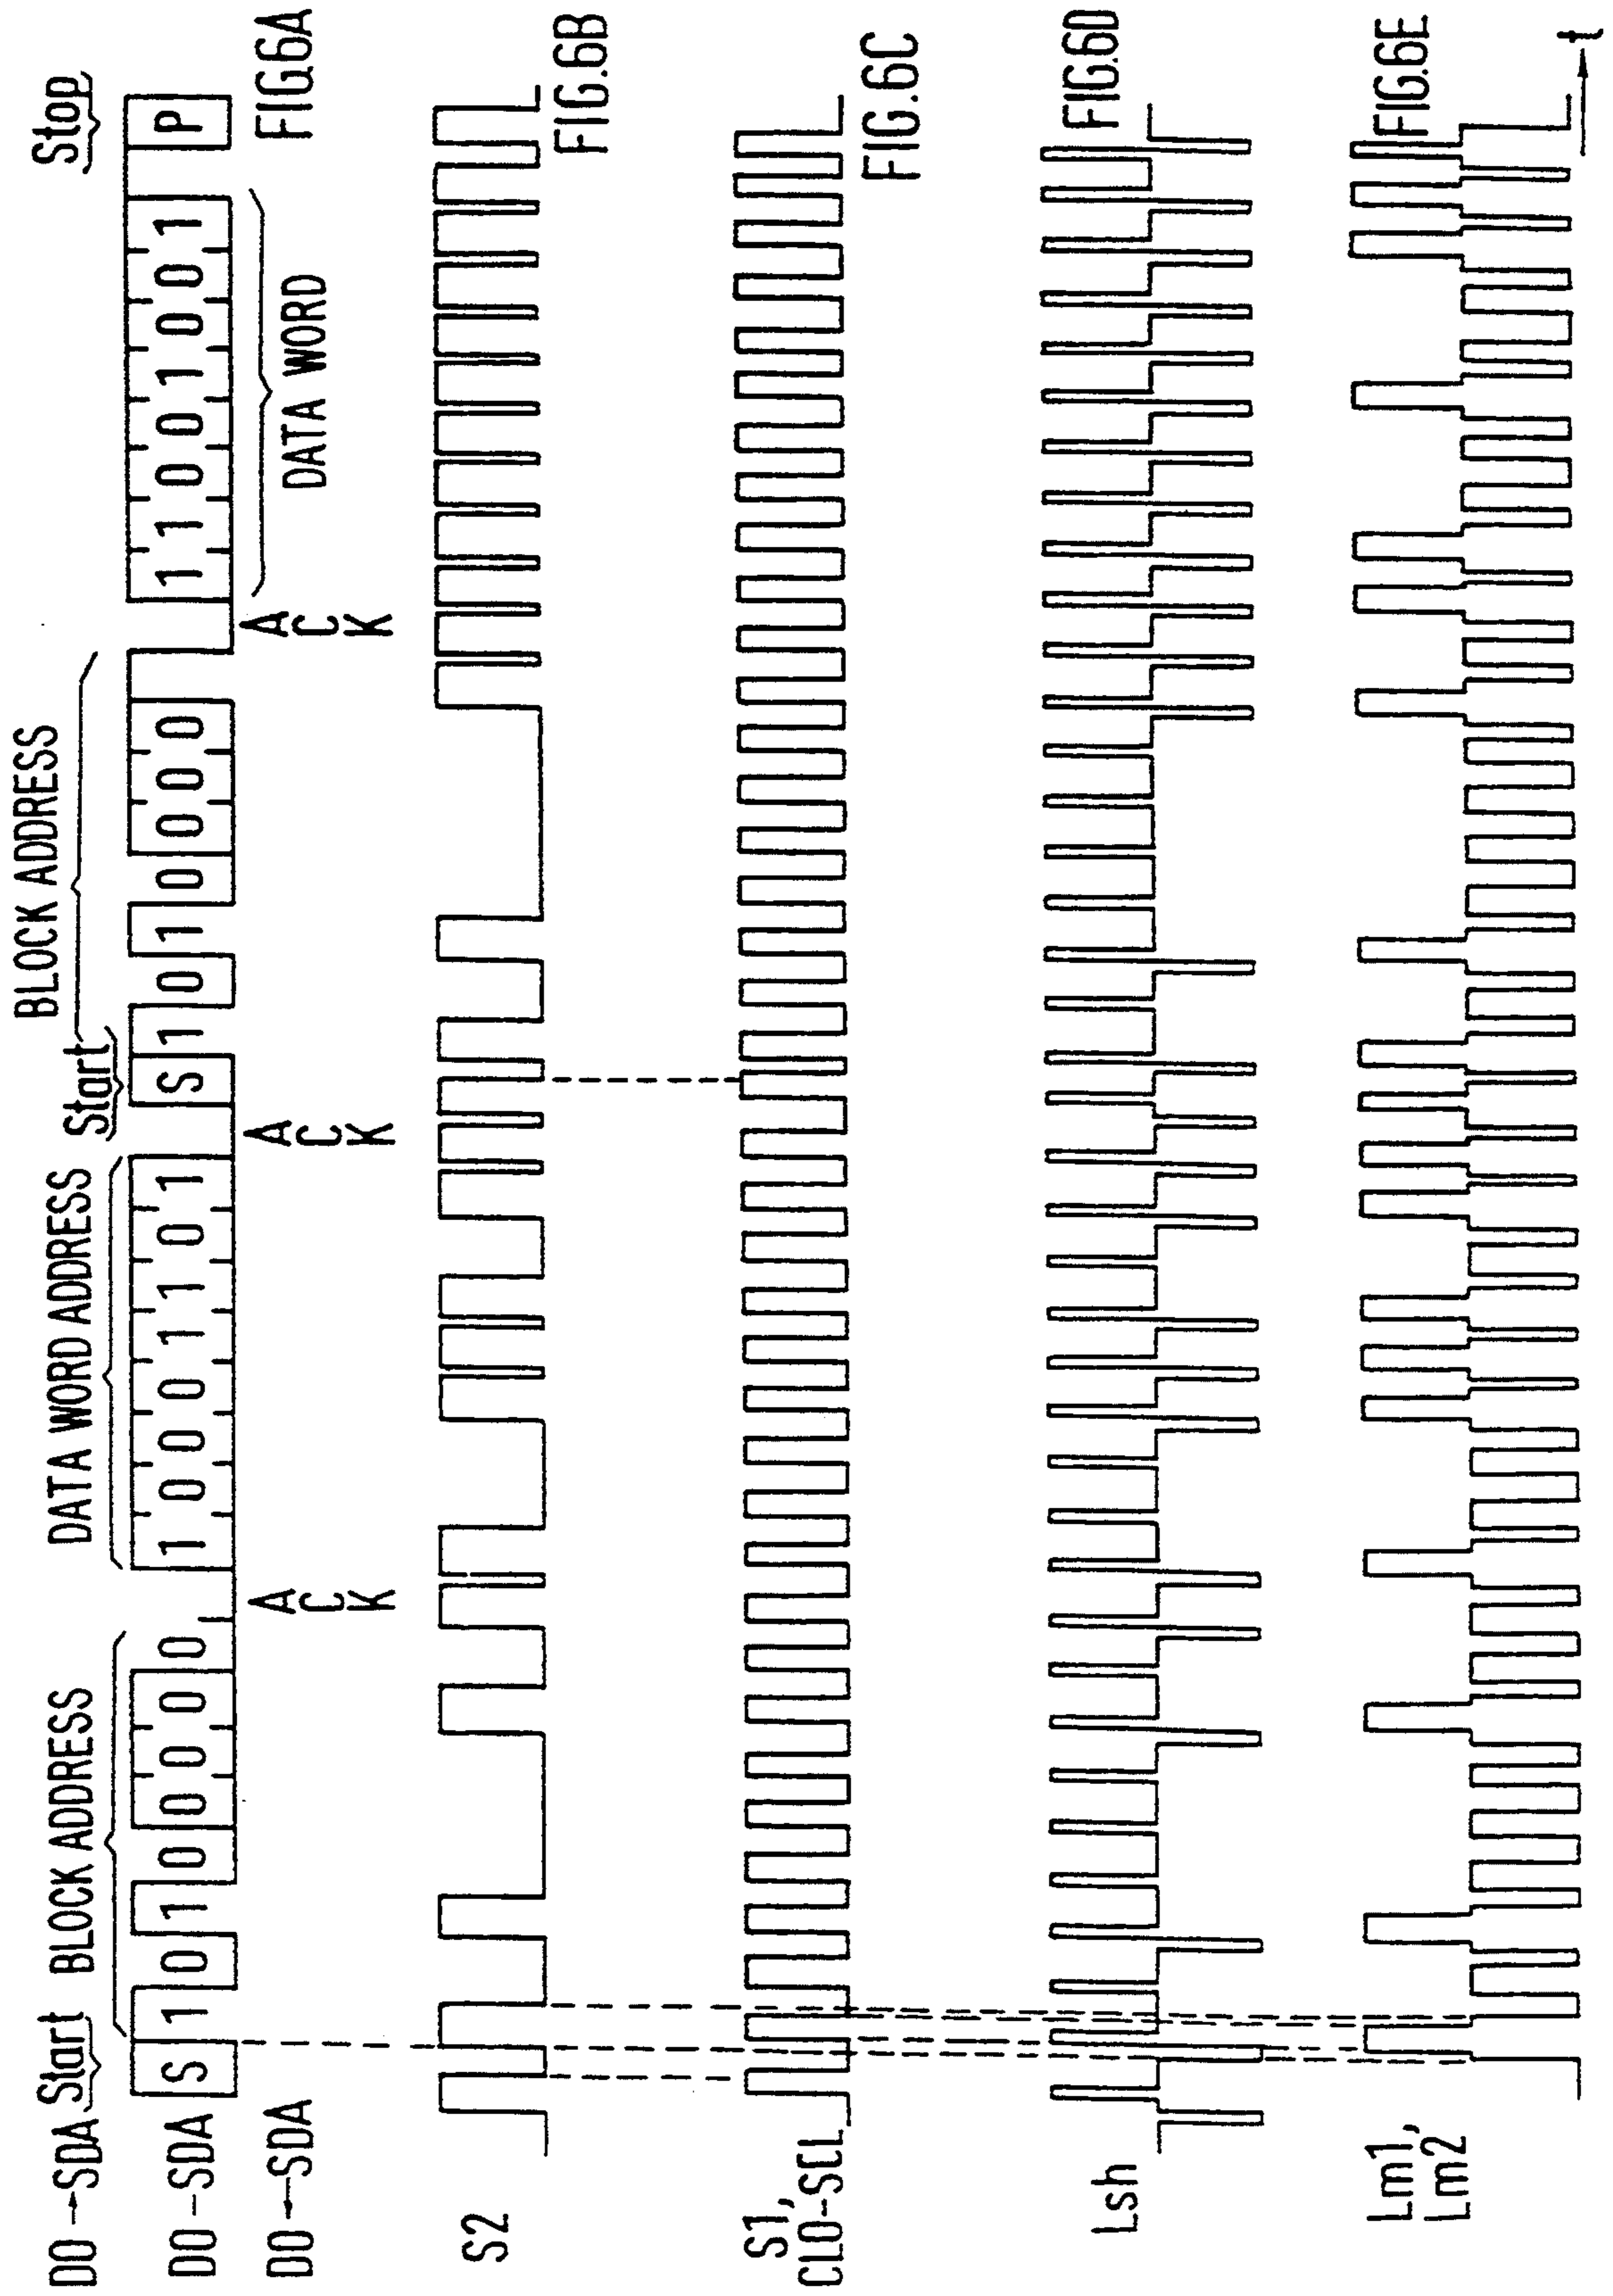 DO → SDA
Start
BLOCK ADDRESS
DATA WORD ADDRESS
Start
BLOCK ADDRESS
Stop
DO - SDA
S 1 0 1 0 0 0 0 0
1 0 0 0 1 1 0 1
S 1 0 1 0 0 0 0
1 1 0 0 1 0 0 1
P
DO ← SDA
ACK
ACK
ACK
DATA WORD
FIG.6A
S2
FIG.6B
S1,
CLO-SCL
FIG.6C
Lsh
FIG.6D
Lm1,
Lm2
FIG.6E
t